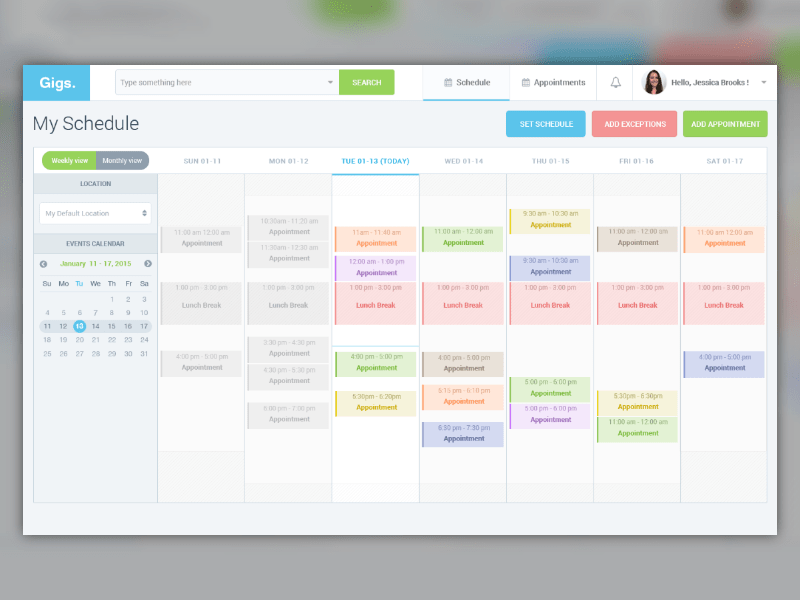 Gigs.
Type something here
SEARCH
Schedule
Appointments
Hello, Jessica Brooks !
My Schedule
SET SCHEDULE
ADD EXCEPTIONS
ADD APPOINTMENT
Weekly view
Monthly view
SUN 01-11
MON 01-12
TUE 01-13 (TODAY)
WED 01-14
THU 01-15
FRI 01-16
SAT 01-17
LOCATION
My Default Location
EVENTS CALENDAR
January 11 - 17, 2015
Su Mo Tu We Th Fr Sa
1 2 3
4 5 6 7 8 9 10
11 12 13 14 15 16 17
18 19 20 21 22 23 24
25 26 27 28 29 30 31
11:00 am 12:00 am
Appointment
1:00 pm - 3:30 pm
Lunch Break
4:00 pm - 5:00 pm
Appointment
10:30am - 11:20 am
Appointment
11:30am - 12:30 am
Appointment
1:00 pm - 3:00 pm
Lunch Break
3:30 pm - 4:30 pm
Appointment
4:30 pm - 5:30 pm
Appointment
6:00 pm - 7:30 pm
Appointment
11am - 11:40 am
Appointment
12:00 am - 1:00 pm
Appointment
1:00 pm - 3:00 pm
Lunch Break
4:00 pm - 5:00 pm
Appointment
5:20pm
Appointment
11:00 am - 12:00 am
Appointment
1:00 pm - 3:00 pm
Lunch Break
4:00 pm - 5:00 pm
Appointment
5:15 pm - 6:10 pm
Appointment
6:30 pm - 7:30 pm
Appointment
9:30 am - 10:30 am
Appointment
9:30 am - 10:30 am
Appointment
1:00 pm - 3:00 pm
Lunch Break
5:00 pm - 6:00 pm
Appointment
5:00 pm - 6:00 pm
Appointment
11:00 am - 12:00 am
Appointment
1:00 pm - 3:00 pm
Lunch Break
5:30pm - 6:30pm
Appointment
11:00 am - 12:00 am
Appointment
11:00 am 12:00 am
Appointment
1:00 pm - 3:00 pm
Lunch Break
4:00 pm - 5:00 pm
Appointment